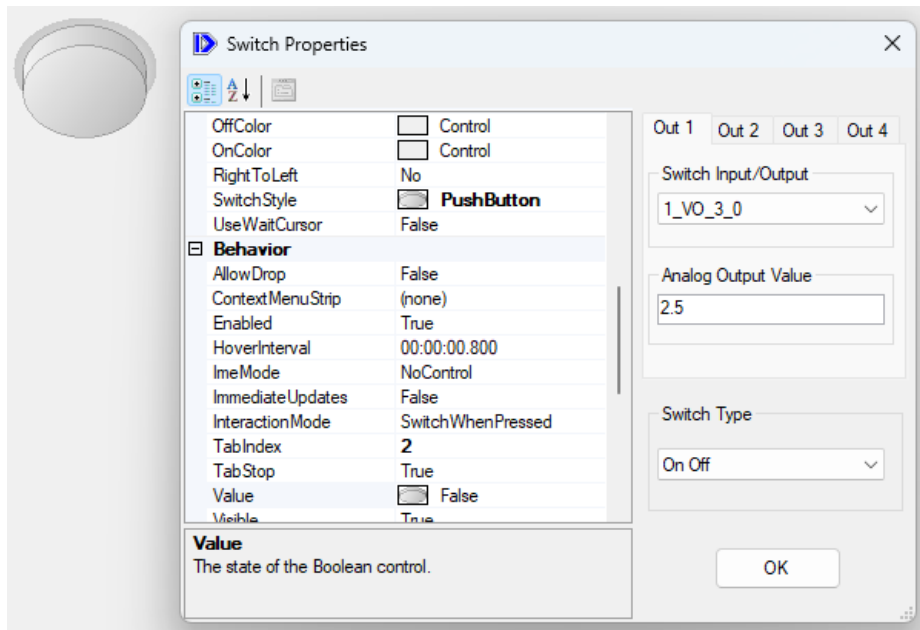 Switch Properties
A
Z
OffColor Control
OnColor Control
RightToLeft No
SwitchStyle PushButton
UseWaitCursor False
Behavior
AllowDrop False
ContextMenuStrip (none)
Enabled True
HoverInterval 00:00:00.800
ImeMode NoControl
ImmediateUpdates False
InteractionMode SwitchWhenPressed
TabIndex 2
TabStop True
Value False
Visible True
Value
The state of the Boolean control.
Out 1 Out 2 Out 3 Out 4
Switch Input/Output
1_VO_3_0
Analog Output Value
2.5
Switch Type
On Off
OK